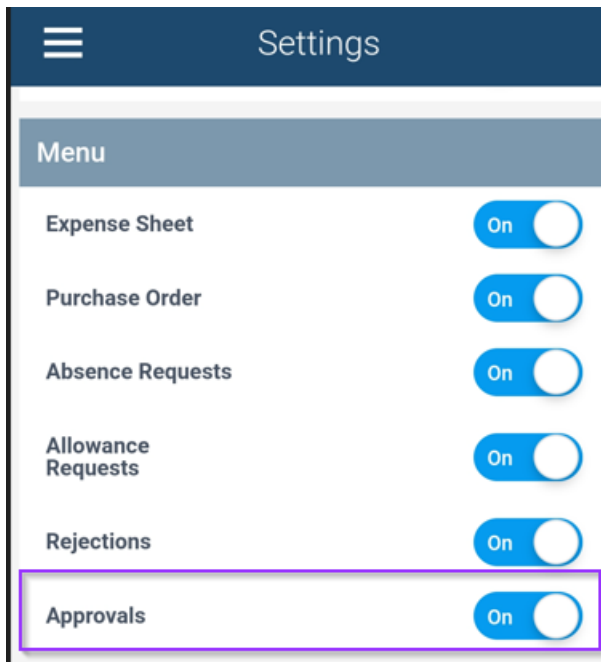 Settings
Menu
Expense Sheet
On
Purchase Order
On
Absence Requests
On
Allowance
Requests
On
Rejections
On
Approvals
On